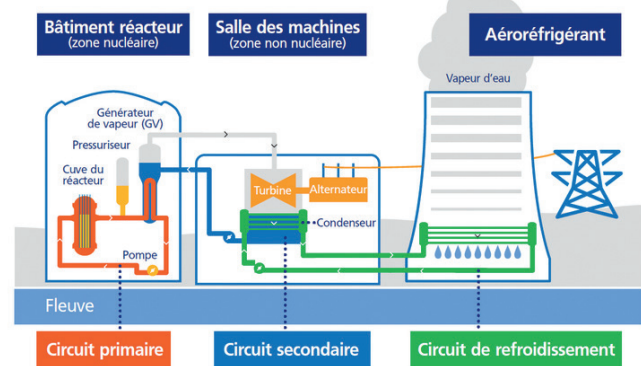 Bâtiment réacteur
(zone nucléaire)
Salle des machines
(zone non nucléaire)
Aéroréfrigérant
Vapeur d'eau
Générateur
de vapeur (GV)
Pressuriseur
Cuve du
réacteur
Turbine
Alternateur
Condenseur
Pompe
Fleuve
Circuit primaire
Circuit secondaire
Circuit de refroidissement